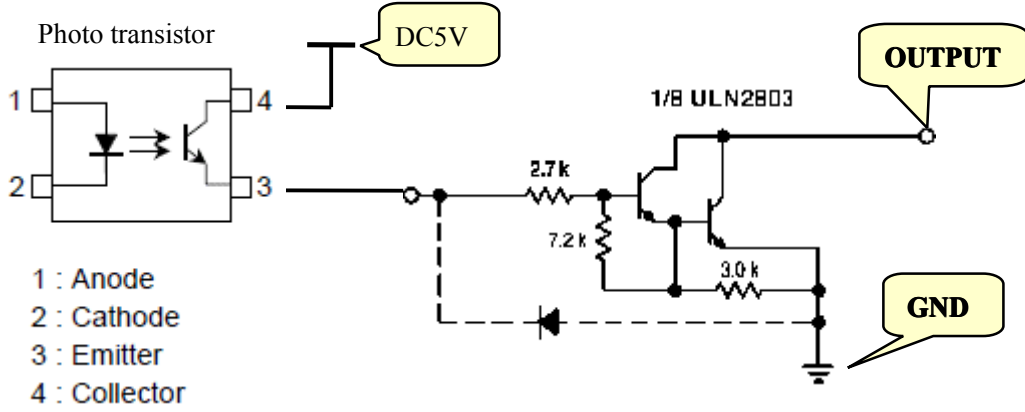 Photo transistor
DC5V
OUTPUT
1
4
1/8 ULN2803
2
3
2.7 k
7.2 k
3.0 k
1 : Anode
2 : Cathode
3 : Emitter
4 : Collector
GND